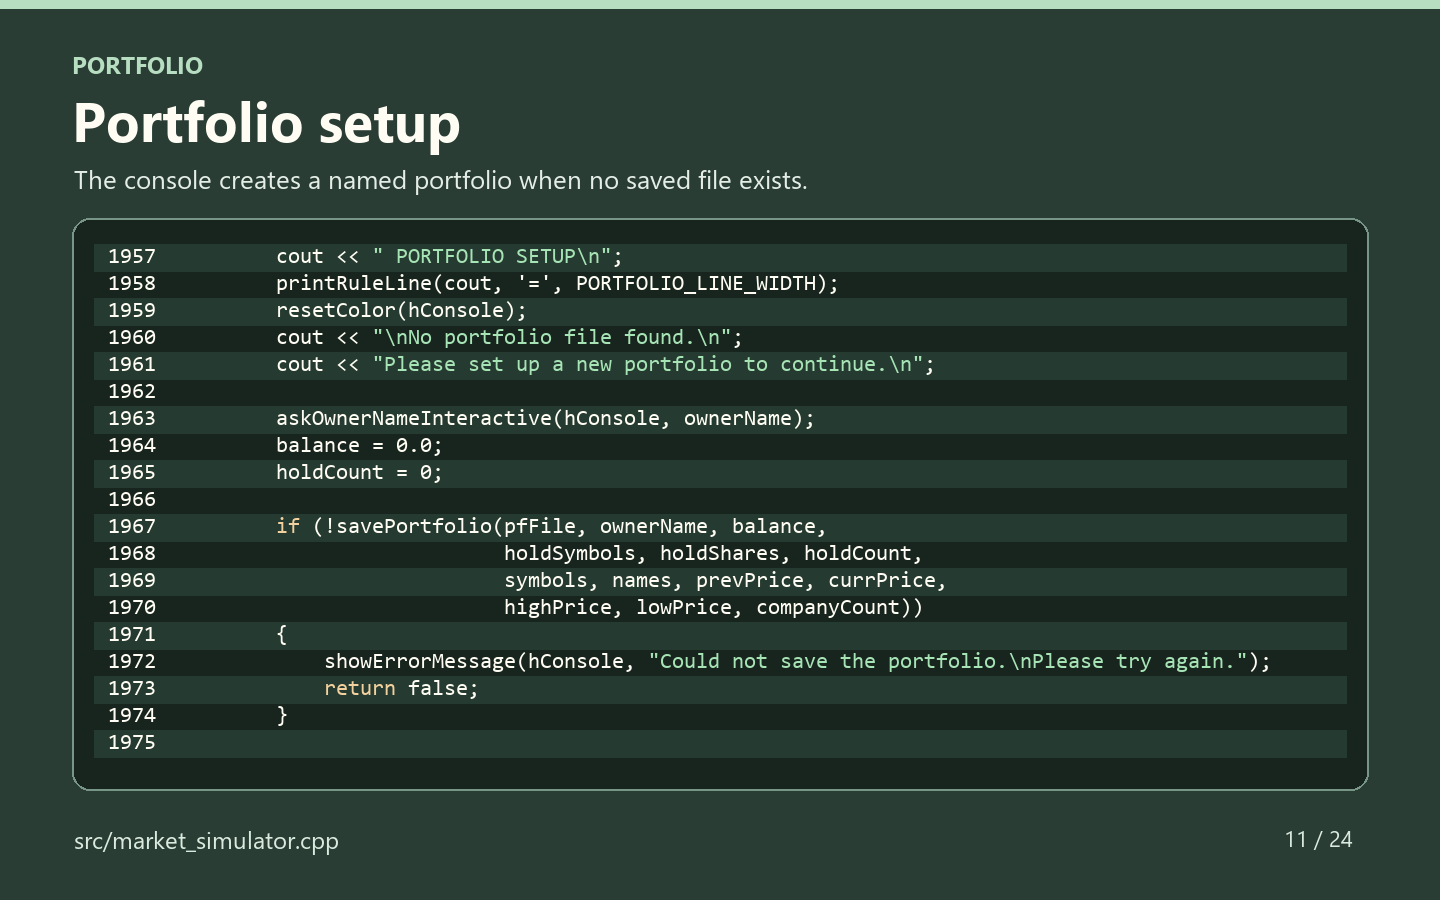 PORTFOLIO
Portfolio setup
The console creates a named portfolio when no saved file exists.
1957          cout << " PORTFOLIO SETUP\n";
1958          printRuleLine(cout, '=', PORTFOLIO_LINE_WIDTH);
1959          resetColor(hConsole);
1960          cout << "\nNo portfolio file found.\n";
1961          cout << "Please set up a new portfolio to continue.\n";
1962
1963          askOwnerNameInteractive(hConsole, ownerName);
1964          balance = 0.0;
1965          holdCount = 0;
1966
1967          if (!savePortfolio(pfFile, ownerName, balance,
1968                             holdSymbols, holdShares, holdCount,
1969                             symbols, names, prevPrice, currPrice,
1970                             highPrice, lowPrice, companyCount))
1971          {
1972              showErrorMessage(hConsole, "Could not save the portfolio.\nPlease try again.");
1973              return false;
1974          }
1975
src/market_simulator.cpp
11 / 24